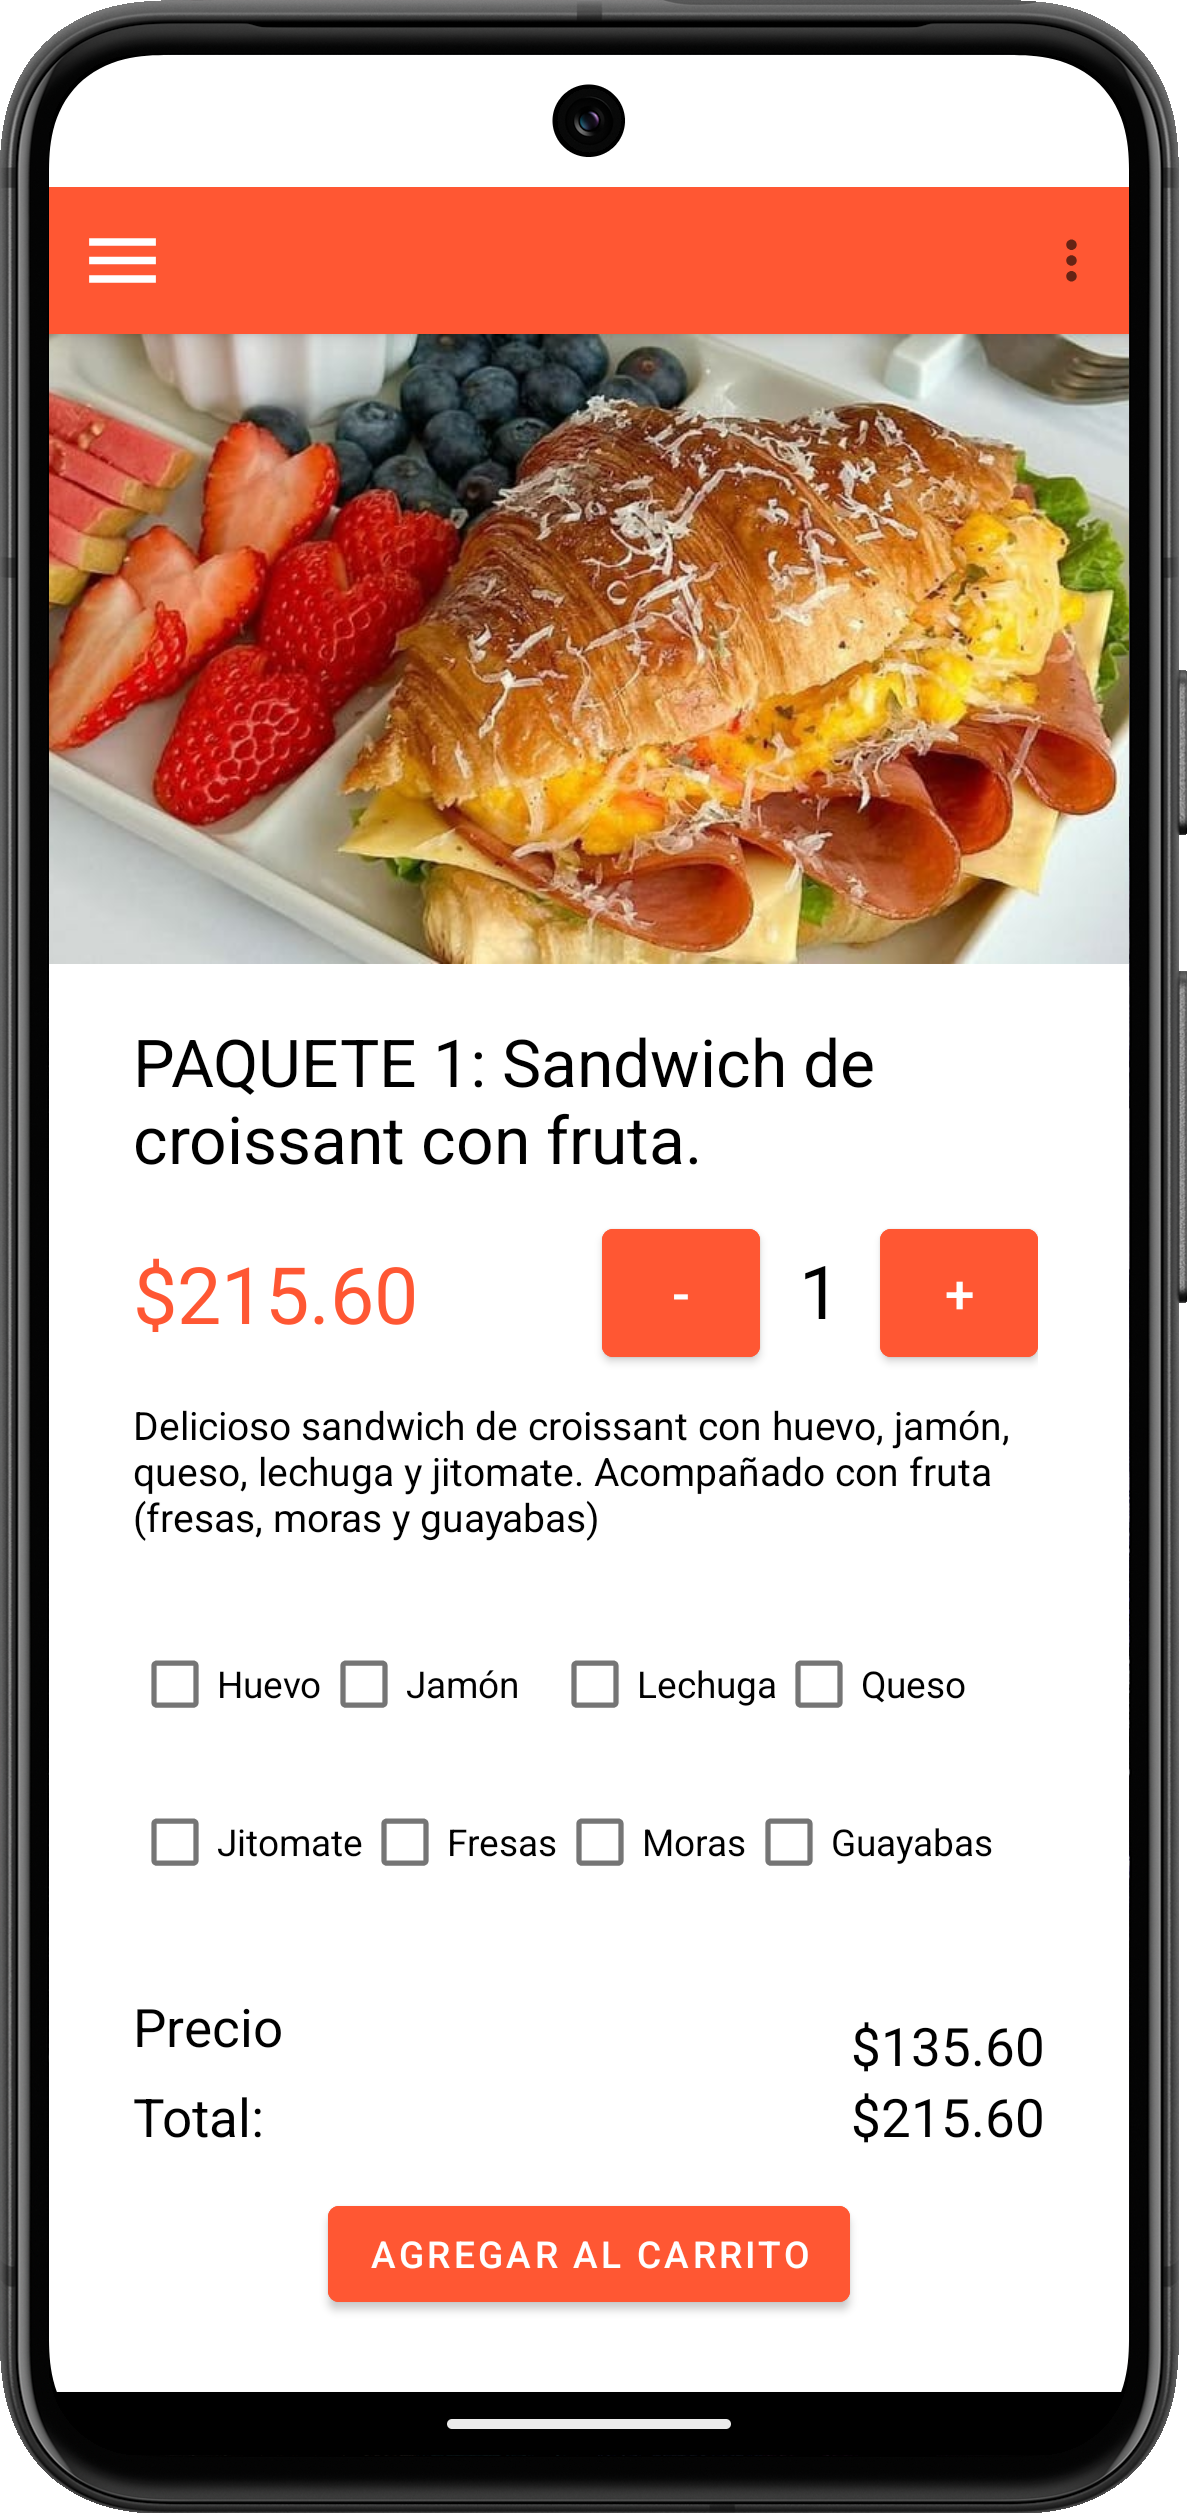 PAQUETE 1: Sandwich de
croissant con fruta.
$215.60
-
1
+
Delicioso sandwich de croissant con huevo, jamón,
queso, lechuga y jitomate. Acompañado con fruta
(fresas, moras y guayabas)
Huevo Jamón Lechuga Queso
Jitomate Fresas Moras Guayabas
Precio $135.60
Total: $215.60
AGREGAR AL CARRITO